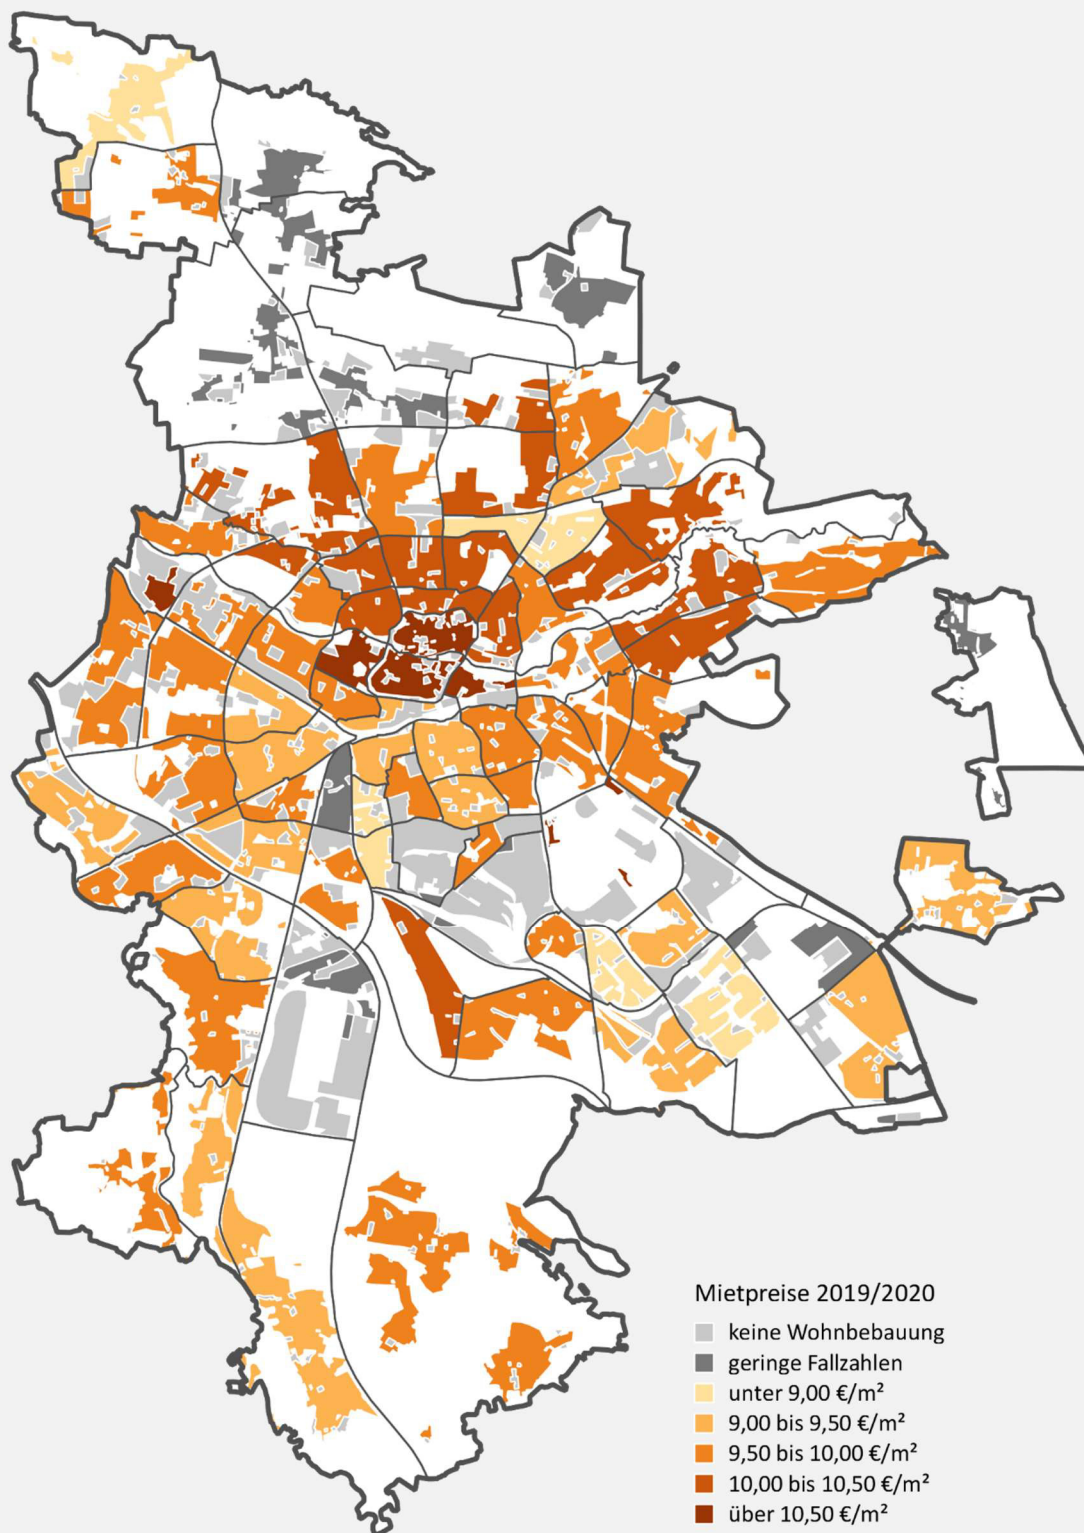 Mietpreise 2019/2020
keine Wohnbebauung
geringe Fallzahlen
unter 9,00 €/m²
9,00 bis 9,50 €/m²
9,50 bis 10,00 €/m²
10,00 bis 10,50 €/m²
über 10,50 €/m²